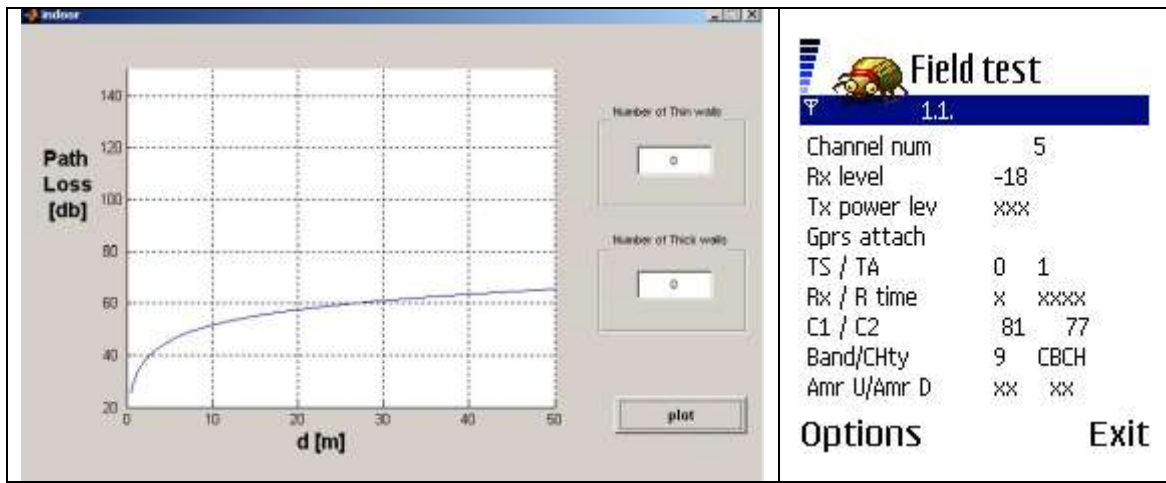 indoor
140
120
100
80
60
40
20
0
10
20
30
40
50
Path
Loss
[db]
d [m]
Number of Thin walls
0
Number of Thick walls
0
plot
Field test
1.1.
Channel num 5
Rx level -18
Tx power lev xxx
Gprs attach
TS / TA 0 1
Rx / R time x xxxx
C1 / C2 81 77
Band/CHty 9 CBCH
Amr U/Amr D xx xx
Options Exit